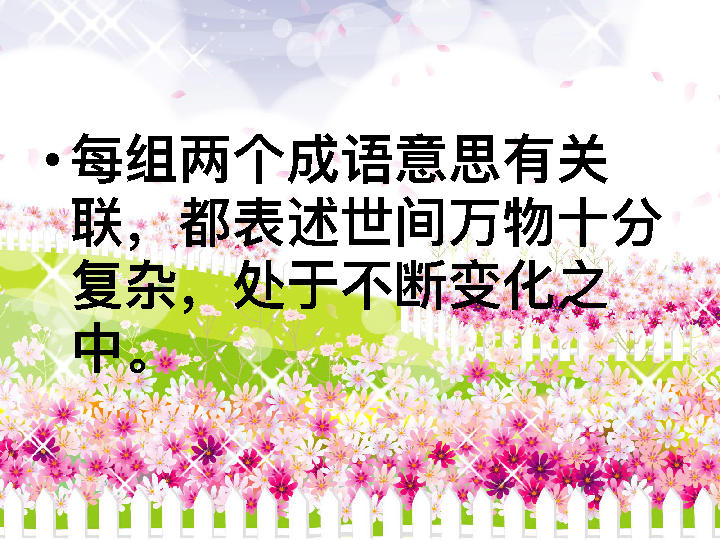 •每组两个成语意思有关
联，都表述世间万物十分
复杂，处于不断变化之
中。